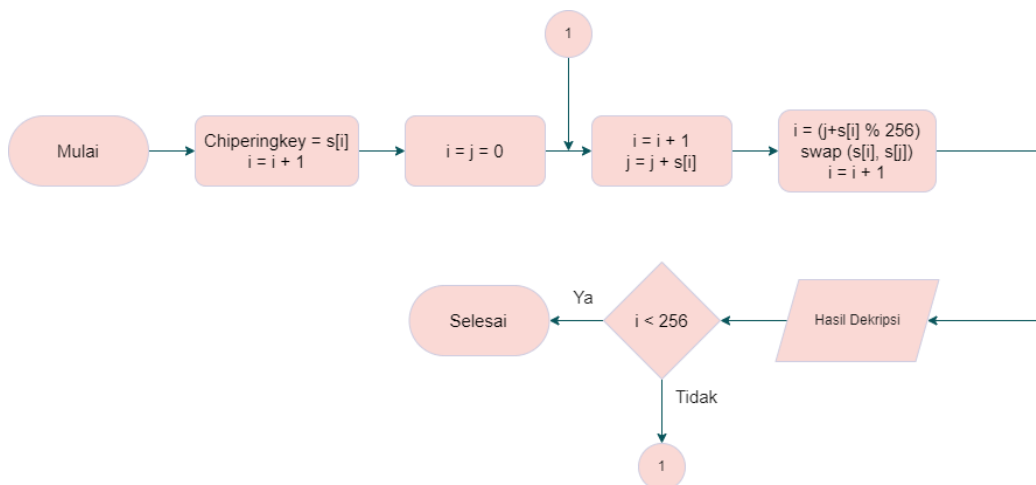 1
Mulai
Chiperingkey = s[i]
i = i + 1
i = j = 0
i = i + 1
j = j + s[i]
i = (j+s[i] % 256)
swap (s[i], s[j])
i = i + 1
Selesai
Ya
i < 256
Hasil Dekripsi
Tidak
1